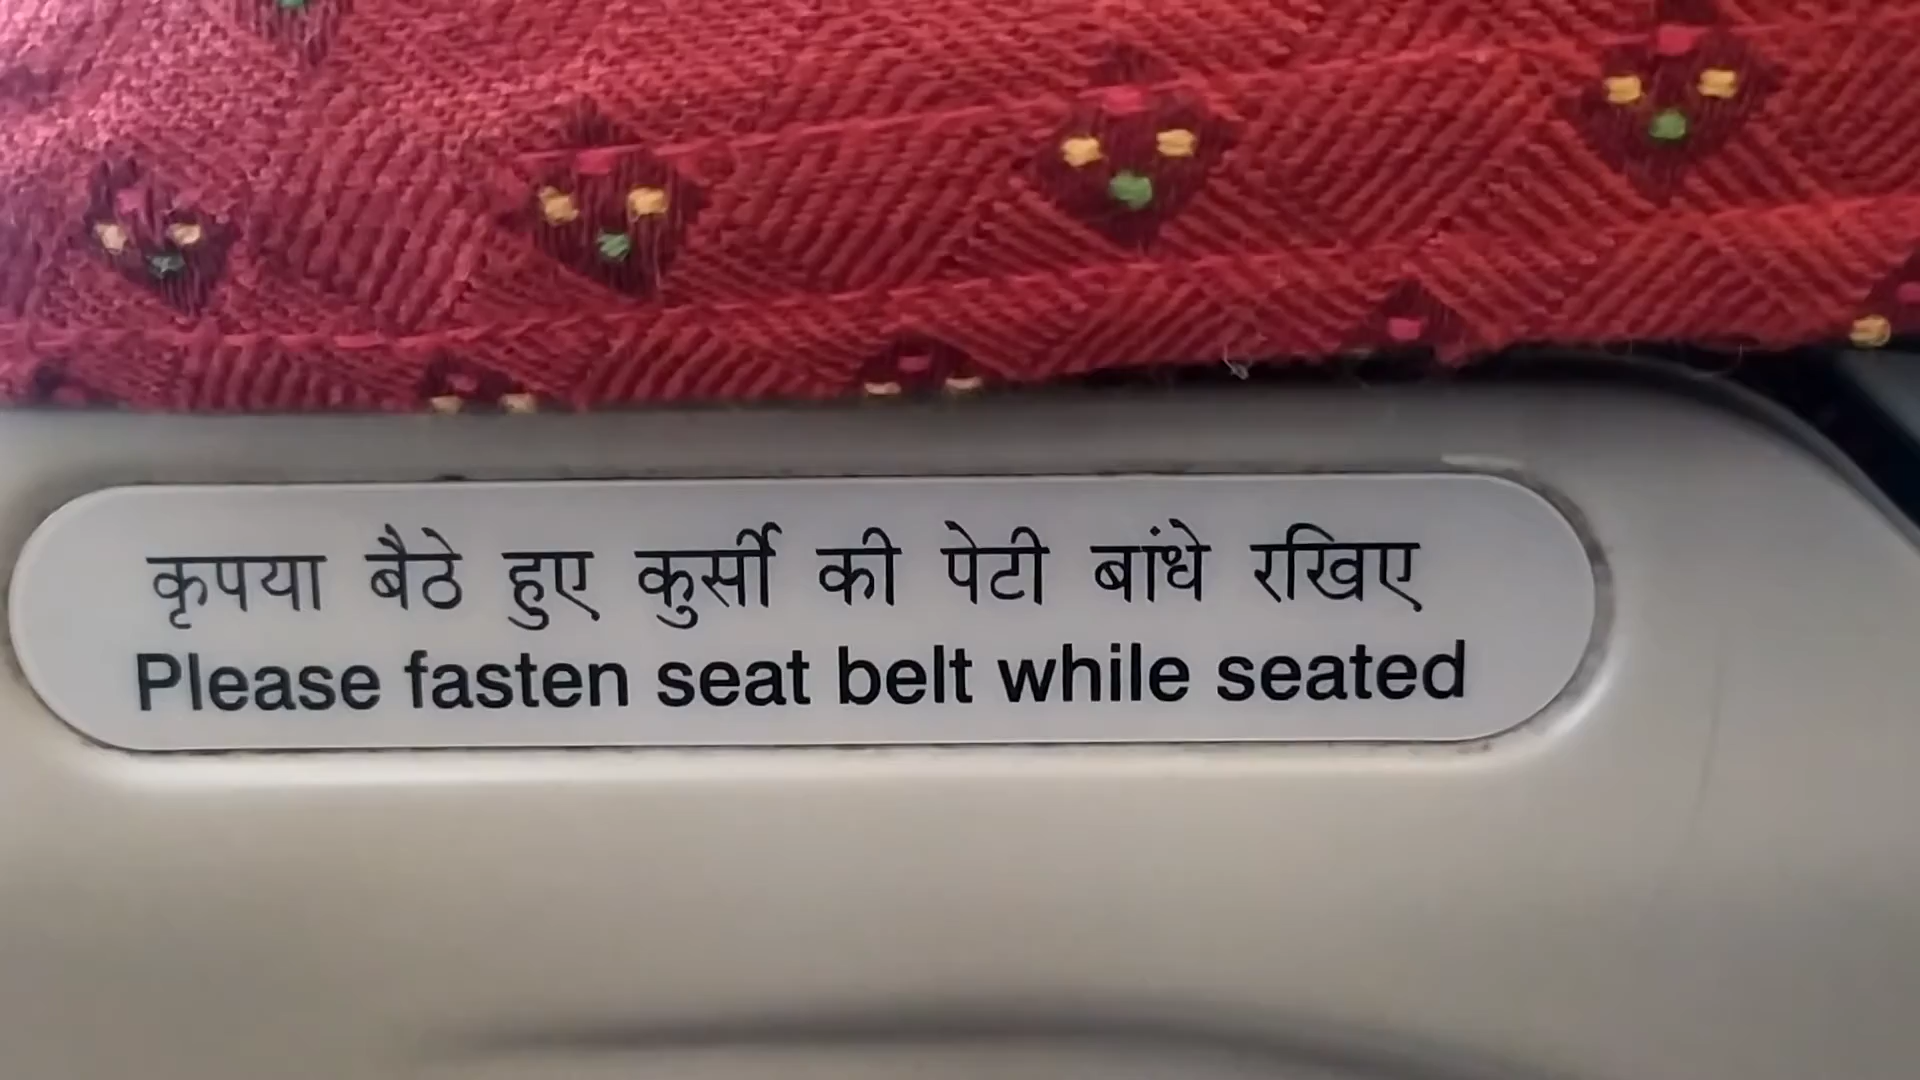 कृपया बैठे हुए कुर्सी की पेटी बांधे रखिए
Please fasten seat belt while seated